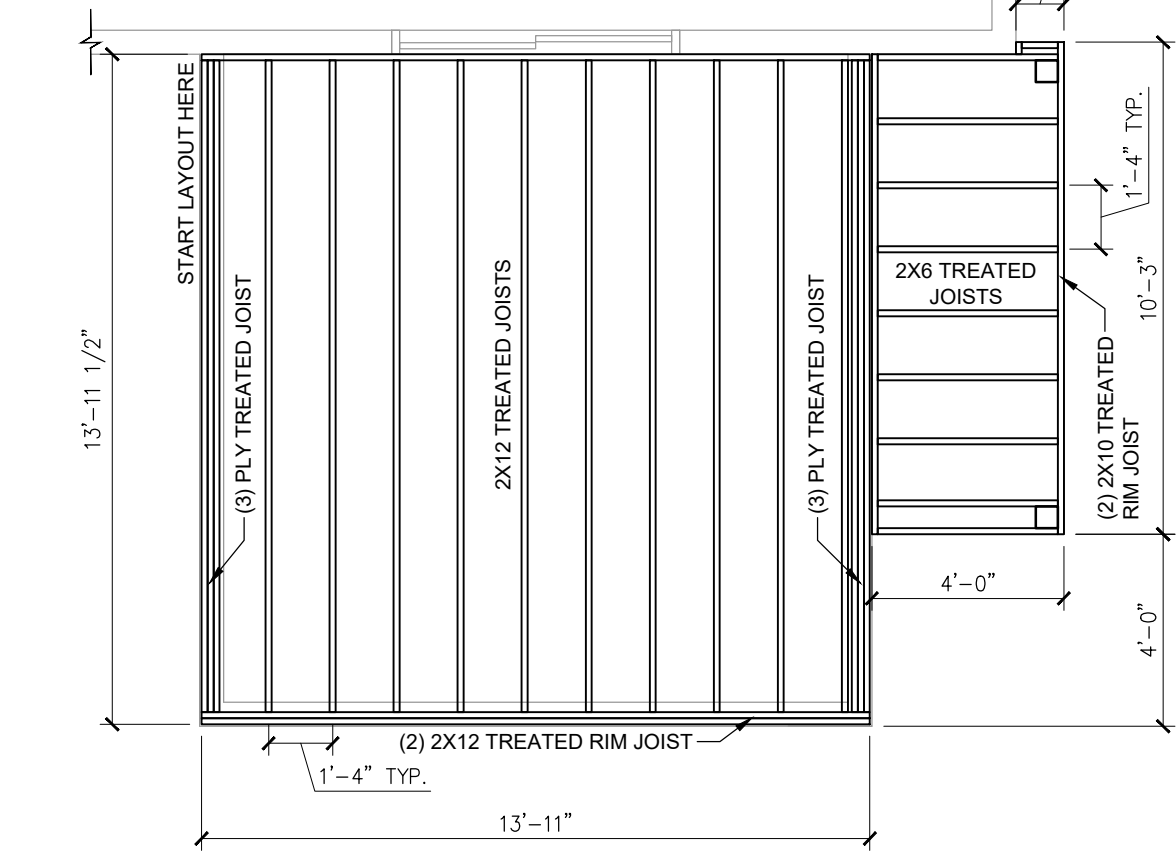 START LAYOUT HERE
13'-11 1/2"
(3) PLY TREATED JOIST
2X12 TREATED JOISTS
(3) PLY TREATED JOIST
2X6 TREATED
JOISTS
1'-4" TYP.
10'-3"
(2) 2X10 TREATED
RIM JOIST
4'-0"
4'-0"
(2) 2X12 TREATED RIM JOIST
1'-4" TYP.
13'-11"